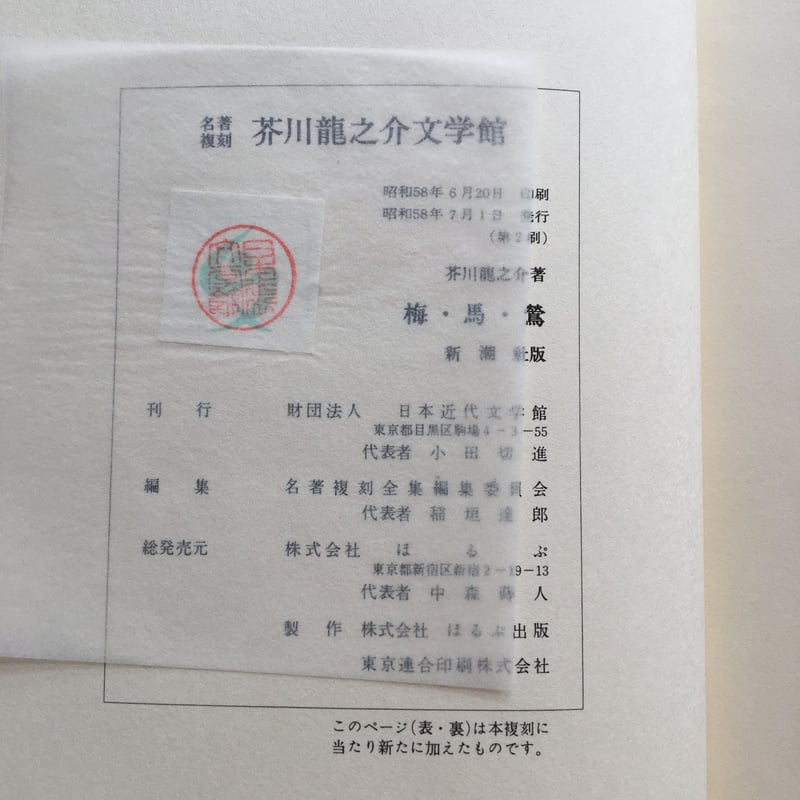 名著
複刻 芥川龍之介文学館
昭和58年6月20日 印刷
昭和58年7月1日 発行
(第2刷)
芥川龍之介著
梅・馬・鶯
新潮社版
刊行 財団法人 日本近代文学館
東京都目黒区駒場4-3-55
代表者 小田切進
編集 名著複刻全集編集委員会
代表者 稲垣達郎
総発売元 株式会社 ほるぷ
東京都新宿区新宿2-19-13
代表者 中森蒔人
製作 株式会社 ほるぷ出版
東京連合印刷株式会社
このページ(表・裏)は本複刻に
当たり新たに加えたものです。